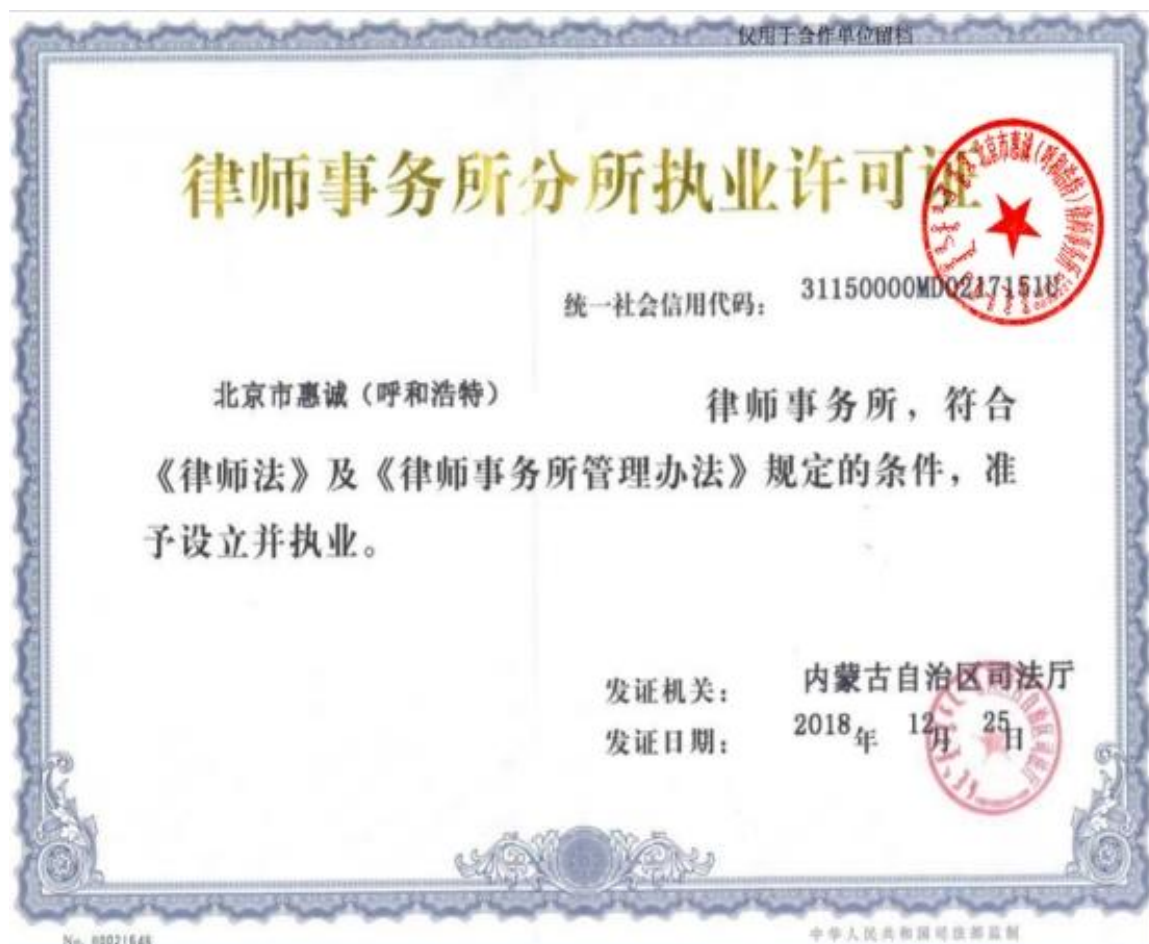 仅用于合作单位留档
律师事务所分所执业许可证
统一社会信用代码: 31150000MD0217151U
北京市惠诚（呼和浩特） 律师事务所，符合
《律师法》及《律师事务所管理办法》规定的条件，准
予设立并执业。
发证机关: 内蒙古自治区司法厅
发证日期: 2018年 12月 25日
中华人民共和国司法部监制